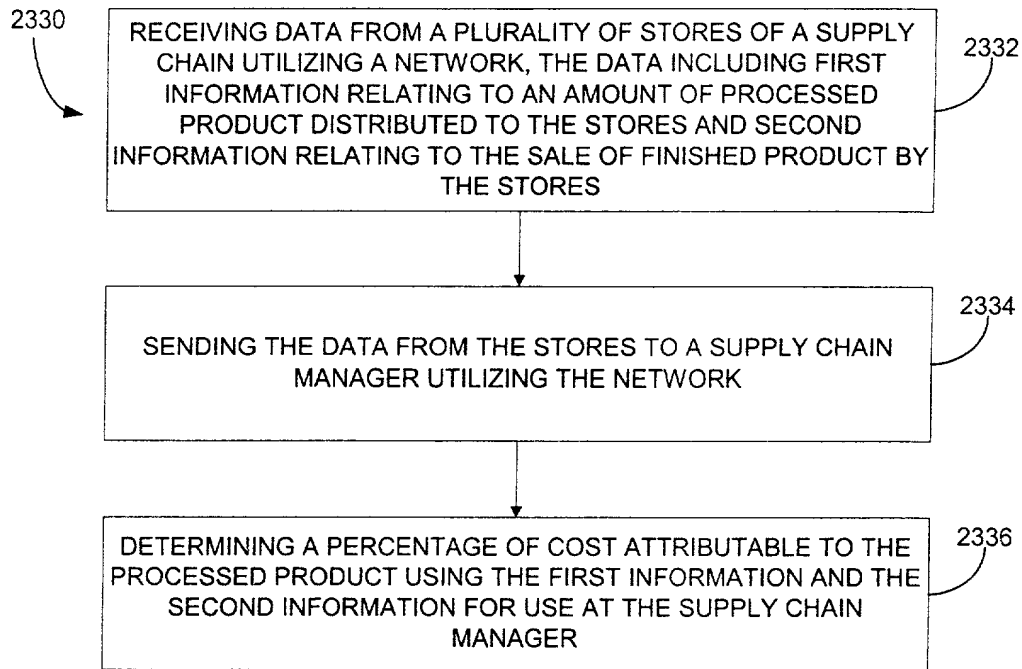 2330
RECEIVING DATA FROM A PLURALITY OF STORES OF A SUPPLY
CHAIN UTILIZING A NETWORK, THE DATA INCLUDING FIRST
INFORMATION RELATING TO AN AMOUNT OF PROCESSED
PRODUCT DISTRIBUTED TO THE STORES AND SECOND
INFORMATION RELATING TO THE SALE OF FINISHED PRODUCT BY
THE STORES
2332
SENDING THE DATA FROM THE STORES TO A SUPPLY CHAIN
MANAGER UTILIZING THE NETWORK
2334
DETERMINING A PERCENTAGE OF COST ATTRIBUTABLE TO THE
PROCESSED PRODUCT USING THE FIRST INFORMATION AND THE
SECOND INFORMATION FOR USE AT THE SUPPLY CHAIN
MANAGER
2336